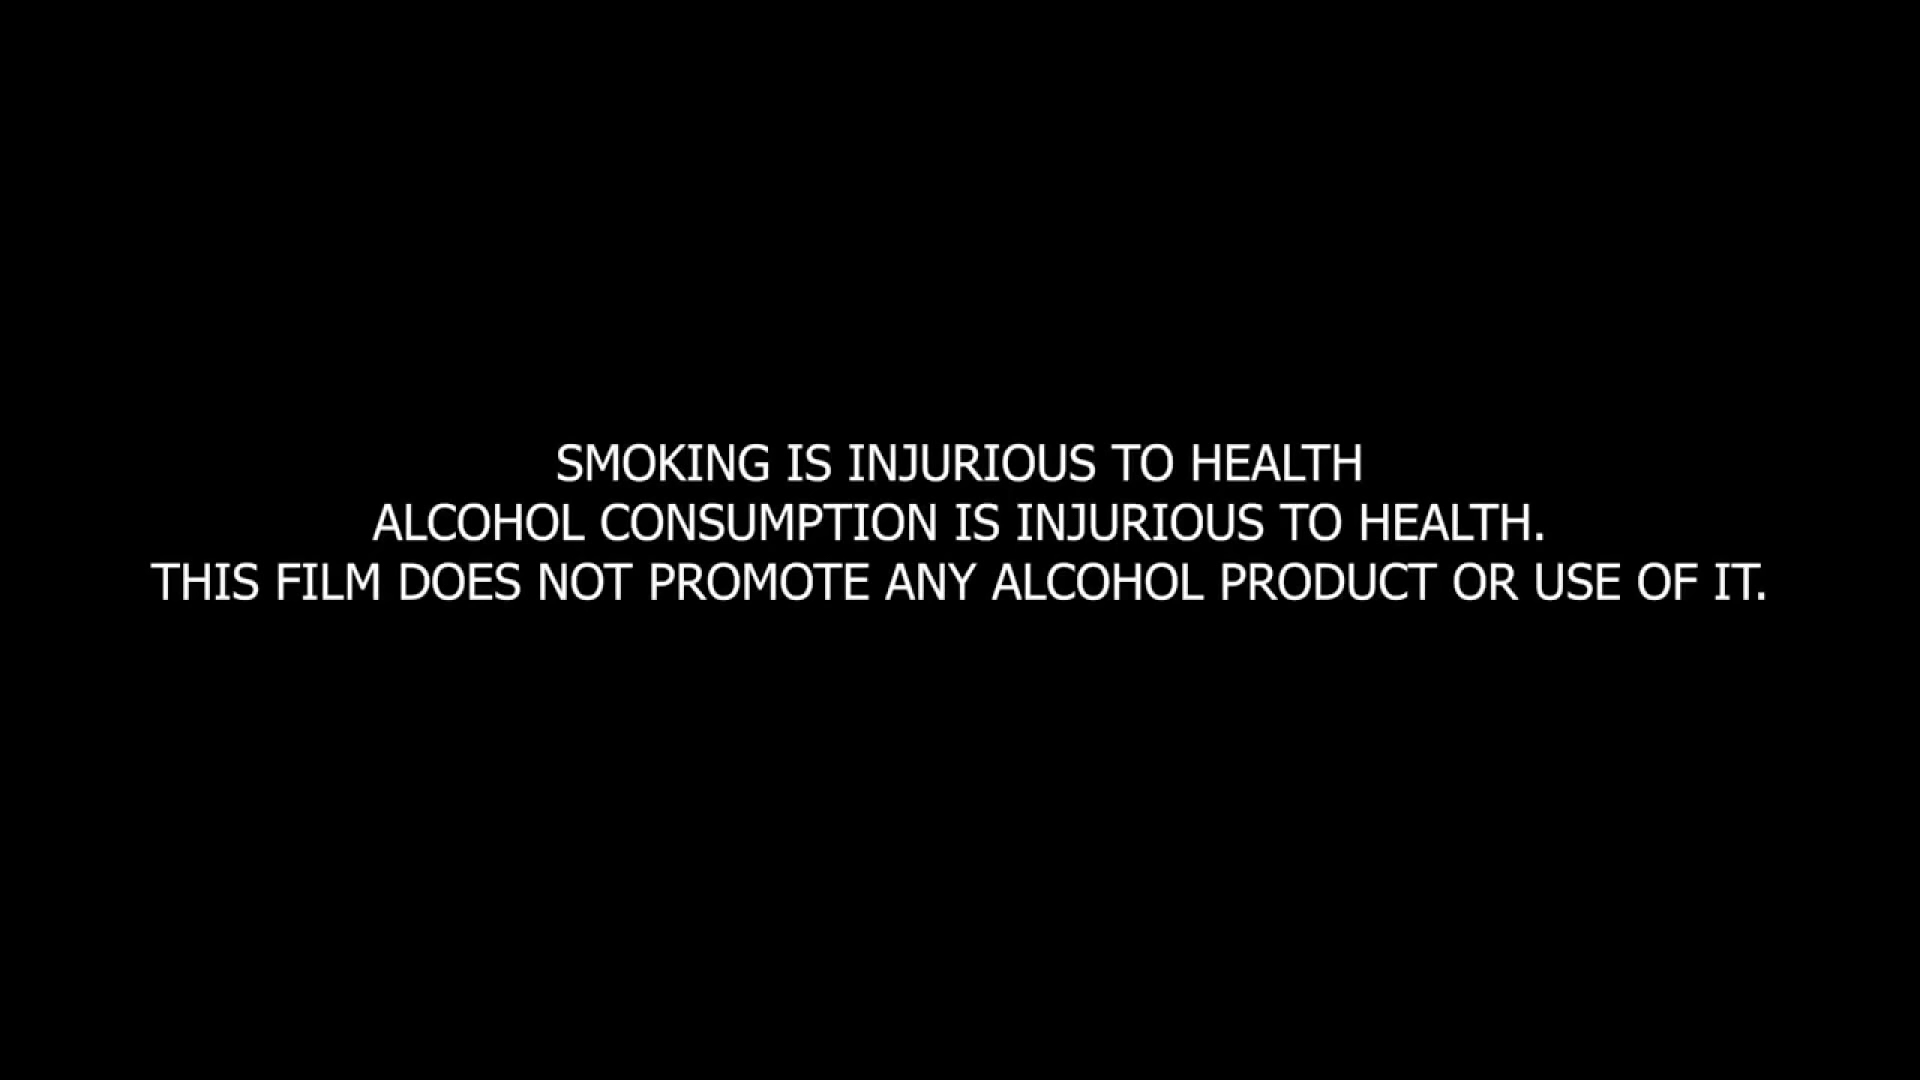 SMOKING IS INJURIOUS TO HEALTH
ALCOHOL CONSUMPTION IS INJURIOUS TO HEALTH.
THIS FILM DOES NOT PROMOTE ANY ALCOHOL PRODUCT OR USE OF IT.